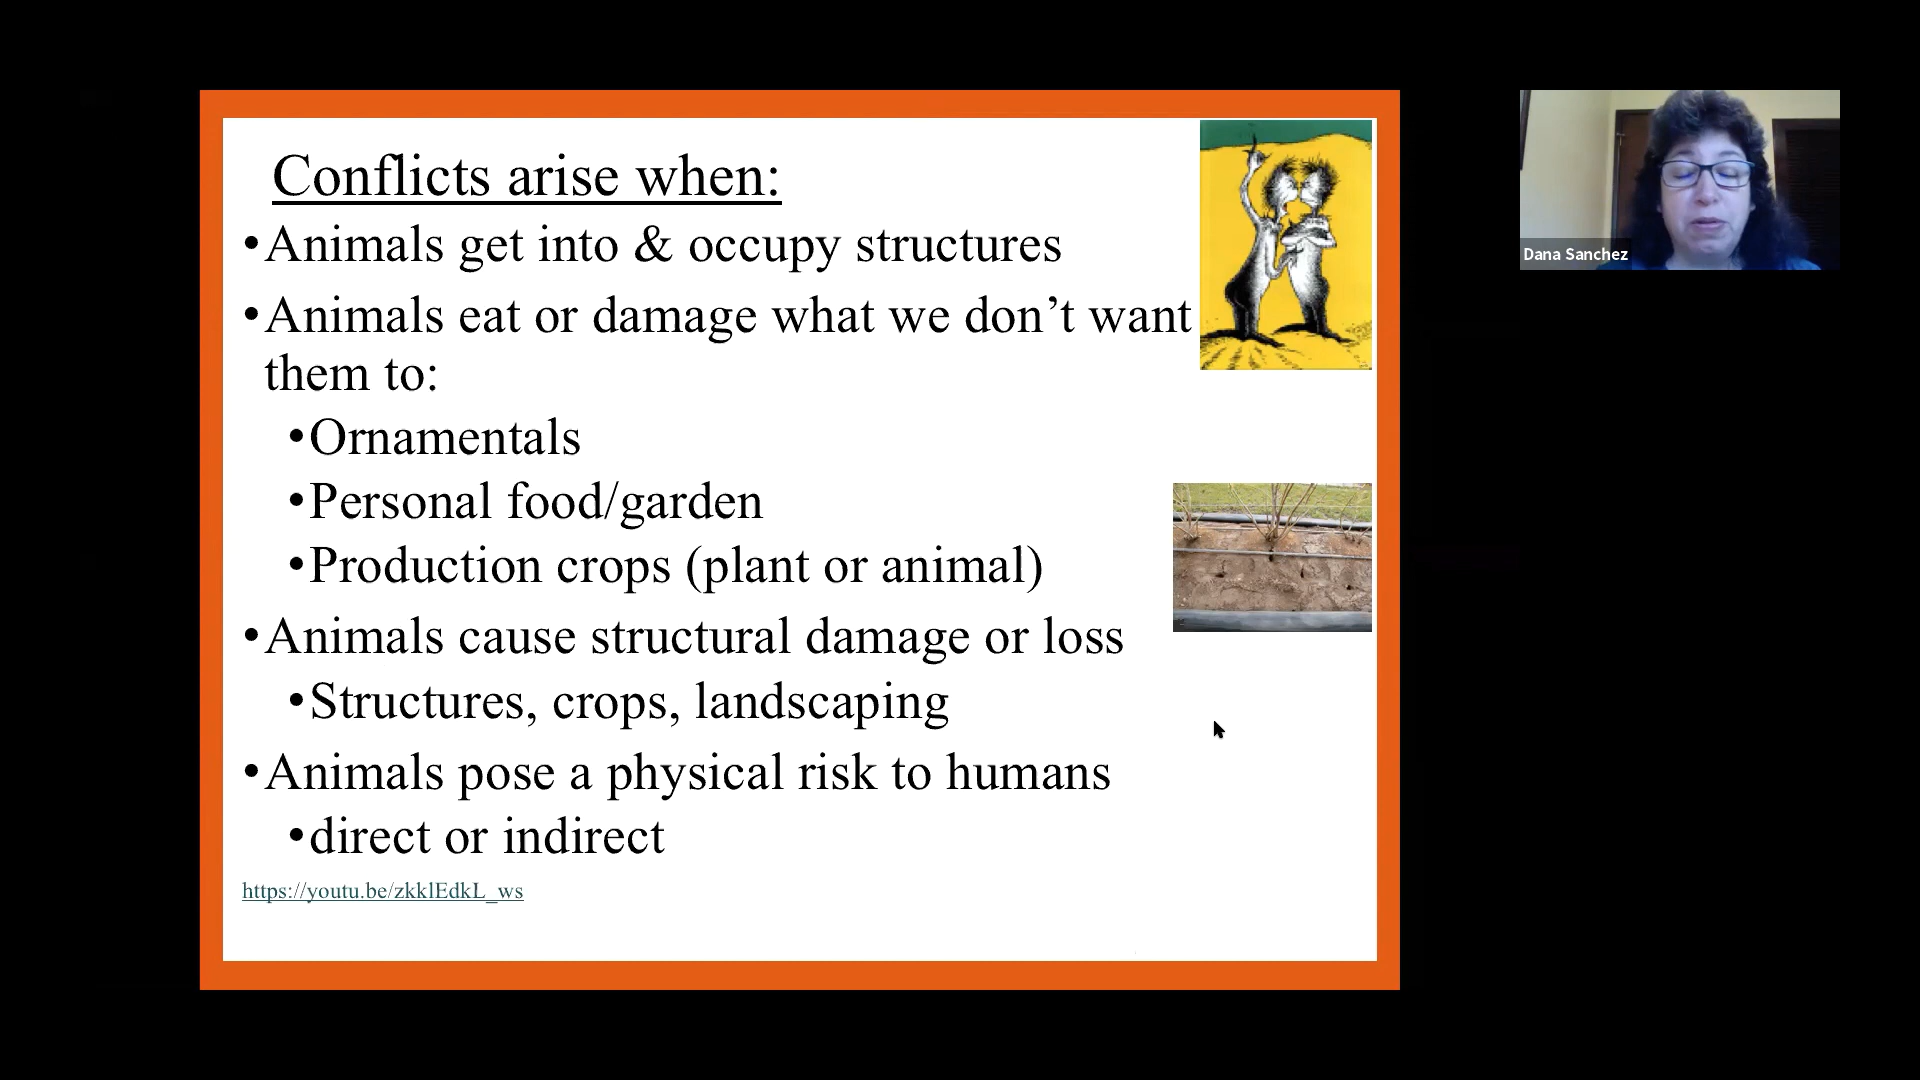 Conflicts arise when:
•Animals get into & occupy structures
•Animals eat or damage what we don’t want
them to:
•Ornamentals
•Personal food/garden
•Production crops (plant or animal)
•Animals cause structural damage or loss
•Structures, crops, landscaping
•Animals pose a physical risk to humans
•direct or indirect
https://youtu.be/zkklEdkL_ws
Dana Sanchez